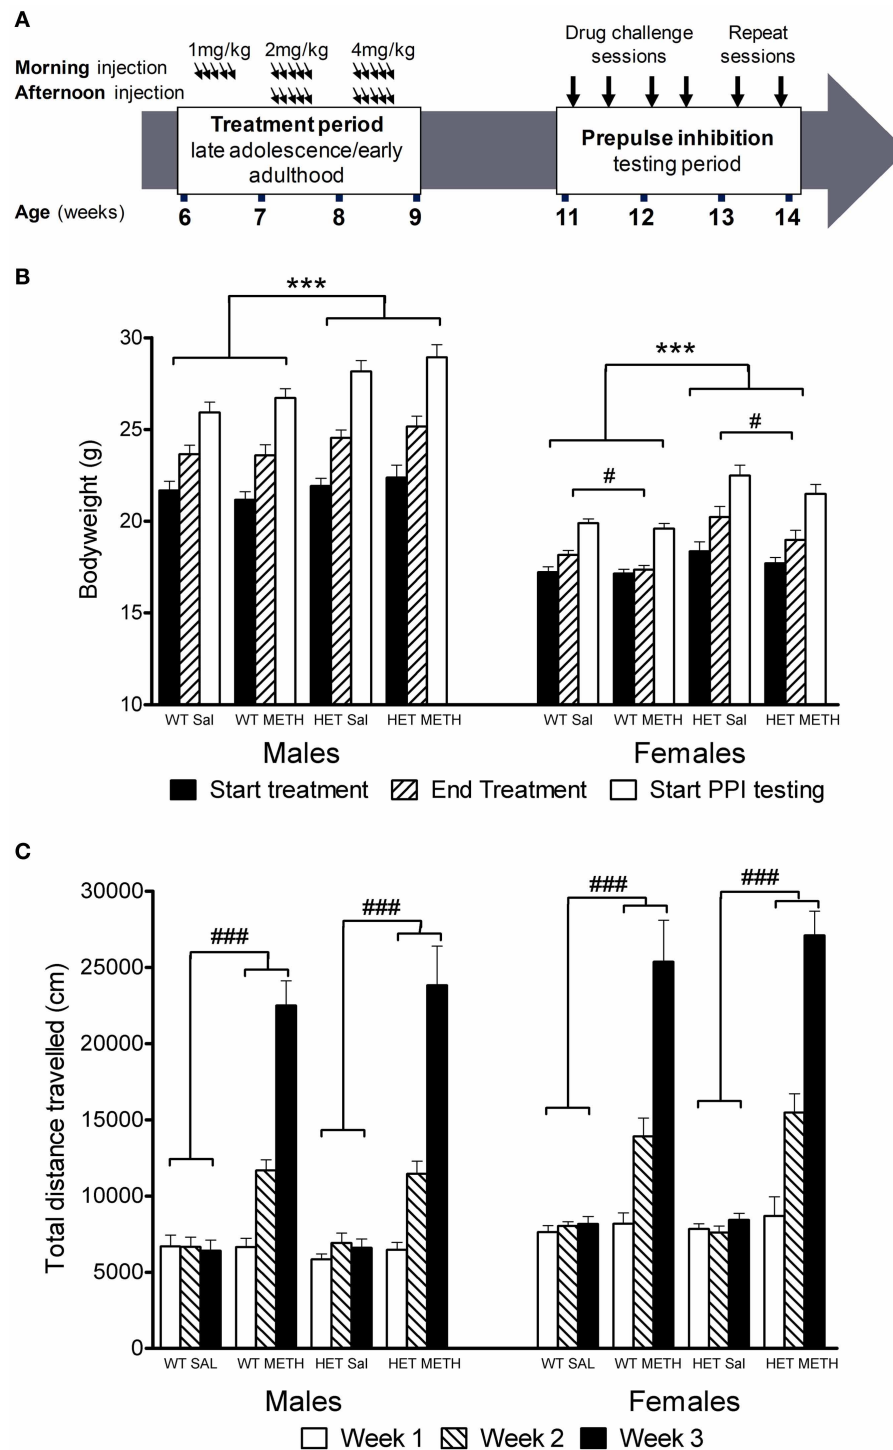 A
1mg/kg 2mg/kg 4mg/kg
Morning injection
Afternoon injection
Drug challenge sessions
Repeat sessions
Treatment period
late adolescence/early
adulthood
Prepulse inhibition
testing period
Age (weeks) 6 7 8 9 11 12 13 14
B
***
***
#
#
30
25
20
15
10
Bodyweight (g)
WT Sal WT METH HET Sal HET METH WT Sal WT METH HET Sal HET METH
Males Females
Start treatment End Treatment Start PPI testing
C
###
###
###
###
30000
25000
20000
15000
10000
5000
0
Total distance travelled (cm)
WT SAL WT METH HET Sal HET METH WT SAL WT METH HET Sal HET METH
Males Females
Week 1 Week 2 Week 3